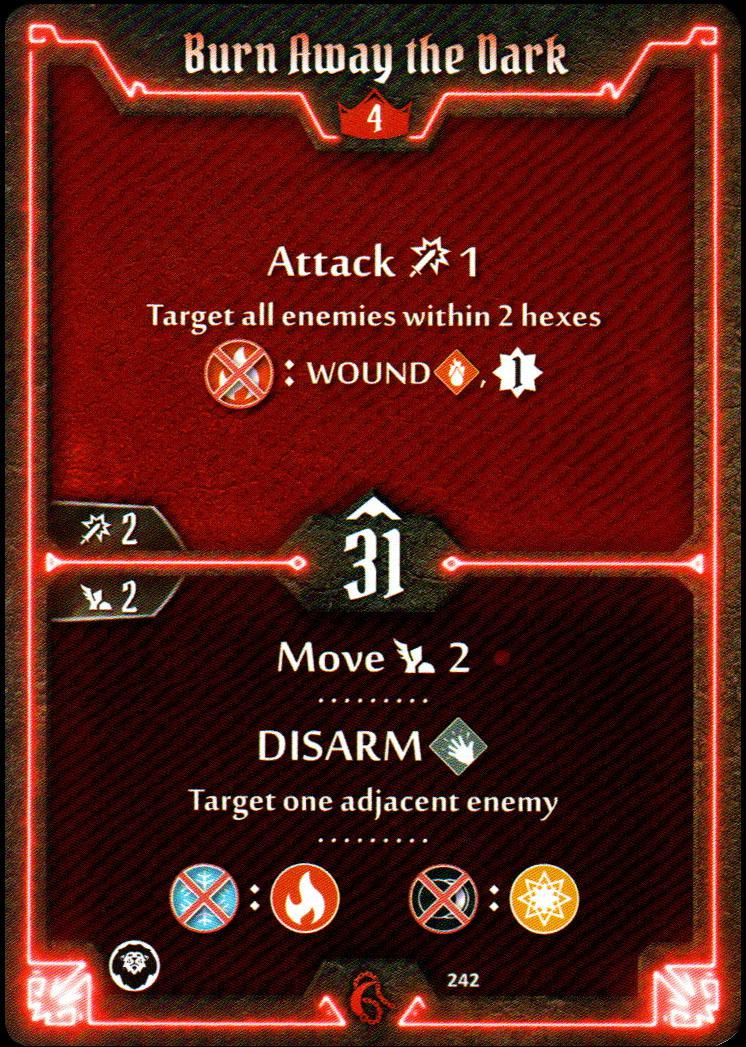 Burn Away the Dark
4
Attack 1
Target all enemies within 2 hexes
: WOUND , 1
2
31
2
Move 2
DISARM
Target one adjacent enemy
: :
242